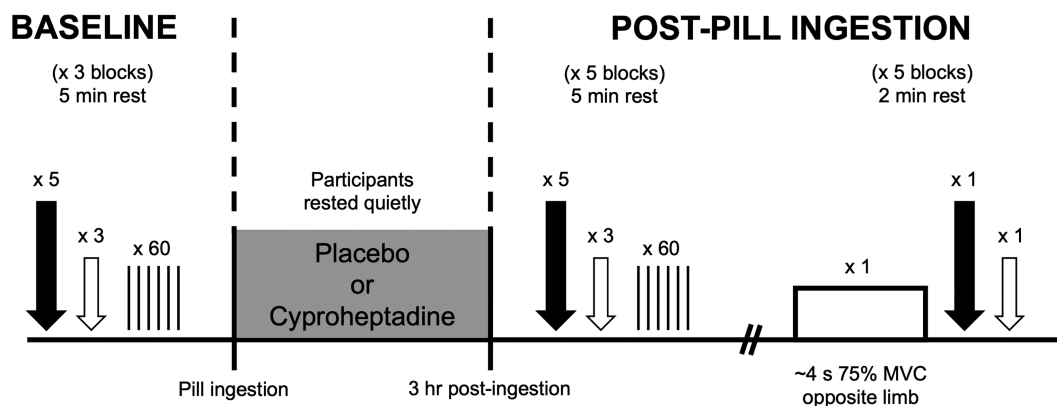 BASELINE
(x 3 blocks)
5 min rest
x 5
x 3
x 60
Pill ingestion
Participants
rested quietly
Placebo
or
Cyproheptadine
3 hr post-ingestion
POST-PILL INGESTION
(x 5 blocks)
5 min rest
x 5
x 3
x 60
(x 5 blocks)
2 min rest
x 1
~4 s 75% MVC
opposite limb
x 1
x 1